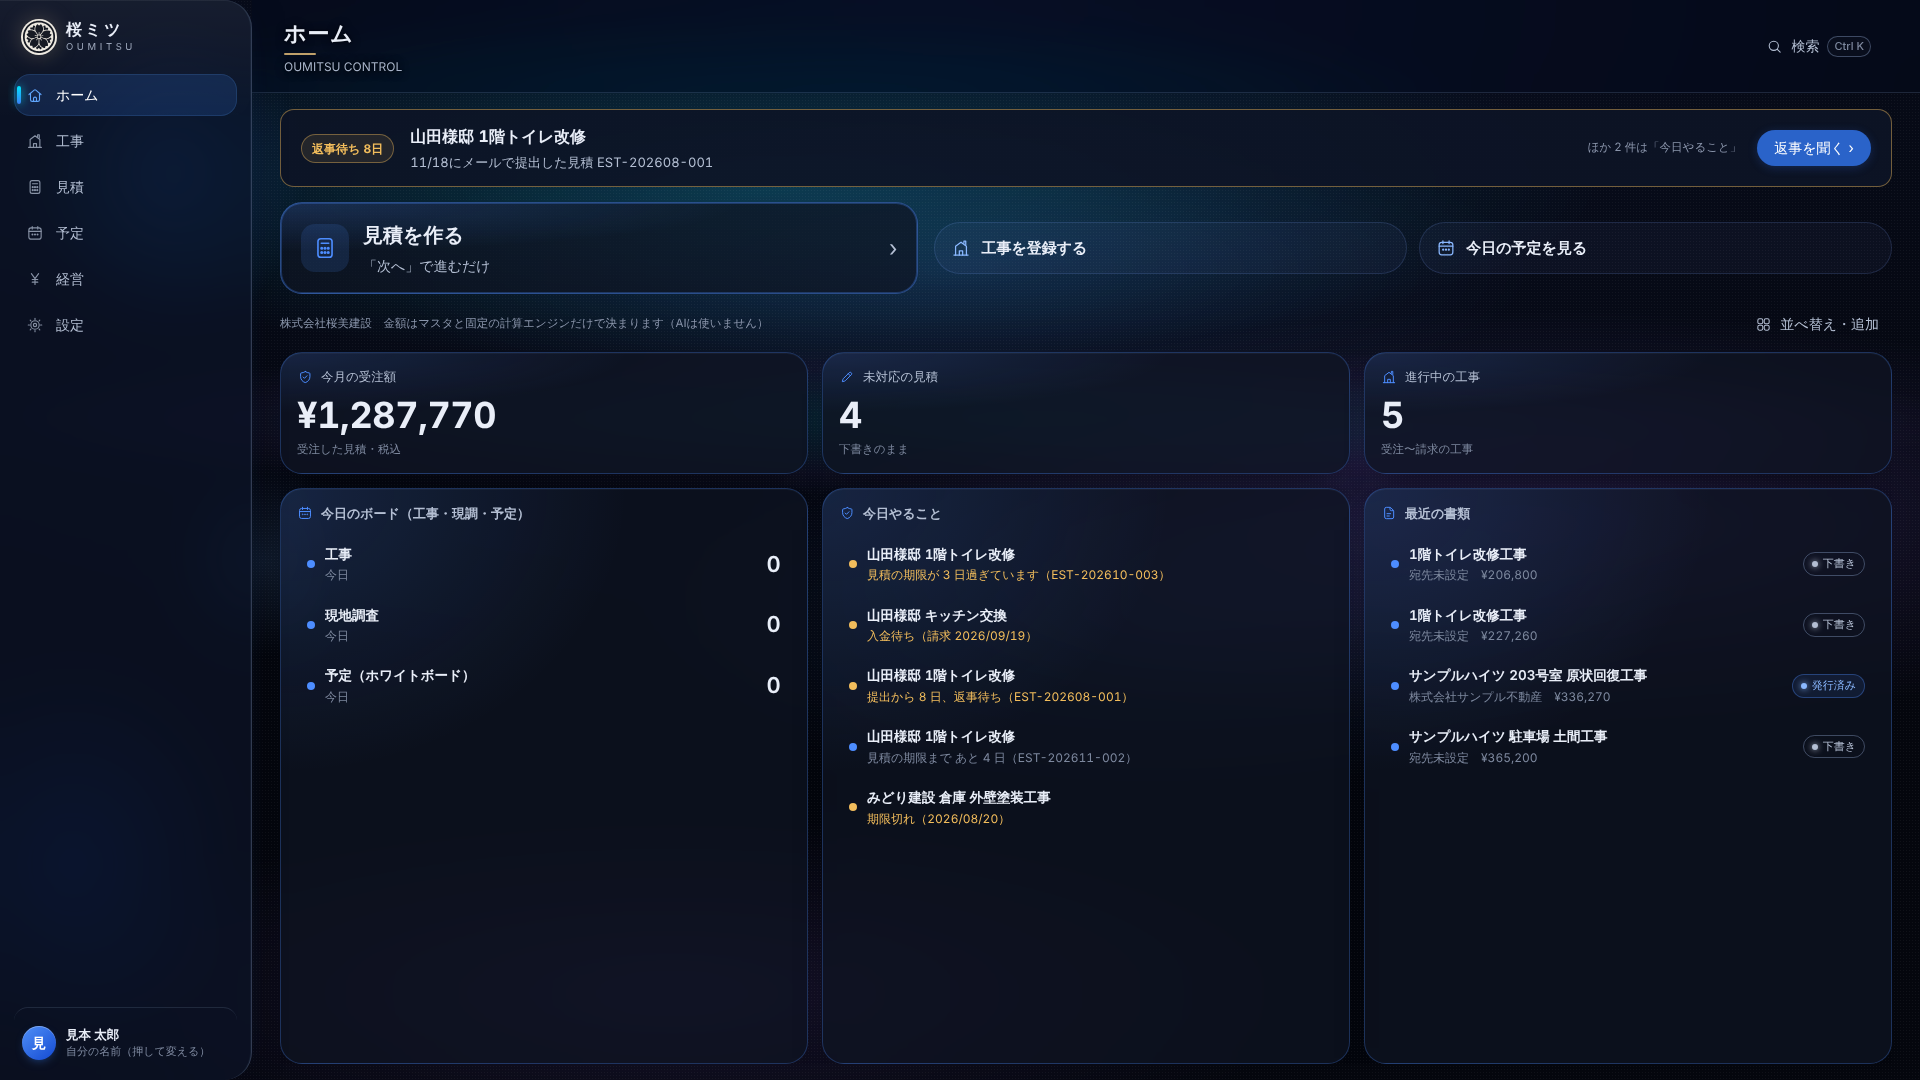 桜ミツ
OUMITSU
ホーム
工事
見積
予定
経営
設定
見
見本 太郎
自分の名前（押して変える）
ホーム
OUMITSU CONTROL
検索 Ctrl K
返事待ち 8日
山田様邸 1階トイレ改修
11/18にメールで提出した見積 EST-202608-001
ほか 2 件は「今日やること」
返事を聞く ›
見積を作る
「次へ」で進むだけ
工事を登録する
今日の予定を見る
株式会社桜美建設　金額はマスタと固定の計算エンジンだけで決まります（AIは使いません）
並べ替え・追加
今月の受注額
¥1,287,770
受注した見積・税込
未対応の見積
4
下書きのまま
進行中の工事
5
受注〜請求の工事
今日のボード（工事・現調・予定）
工事
今日
0
現地調査
今日
0
予定（ホワイトボード）
今日
0
今日やること
山田様邸 1階トイレ改修
見積の期限が 3 日過ぎています（EST-202610-003）
山田様邸 キッチン交換
入金待ち（請求 2026/09/19）
山田様邸 1階トイレ改修
提出から 8 日、返事待ち（EST-202608-001）
山田様邸 1階トイレ改修
見積の期限まで あと 4 日（EST-202611-002）
みどり建設 倉庫 外壁塗装工事
期限切れ（2026/08/20）
最近の書類
1階トイレ改修工事
宛先未設定　¥206,800
下書き
1階トイレ改修工事
宛先未設定　¥227,260
下書き
サンプルハイツ 203号室 原状回復工事
株式会社サンプル不動産　¥336,270
発行済み
サンプルハイツ 駐車場 土間工事
宛先未設定　¥365,200
下書き